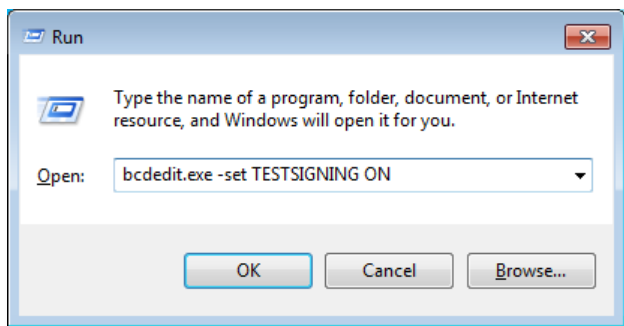 Run
Type the name of a program, folder, document, or Internet
resource, and Windows will open it for you.
Open: bcdedit.exe -set TESTSIGNING ON
OK Cancel Browse...